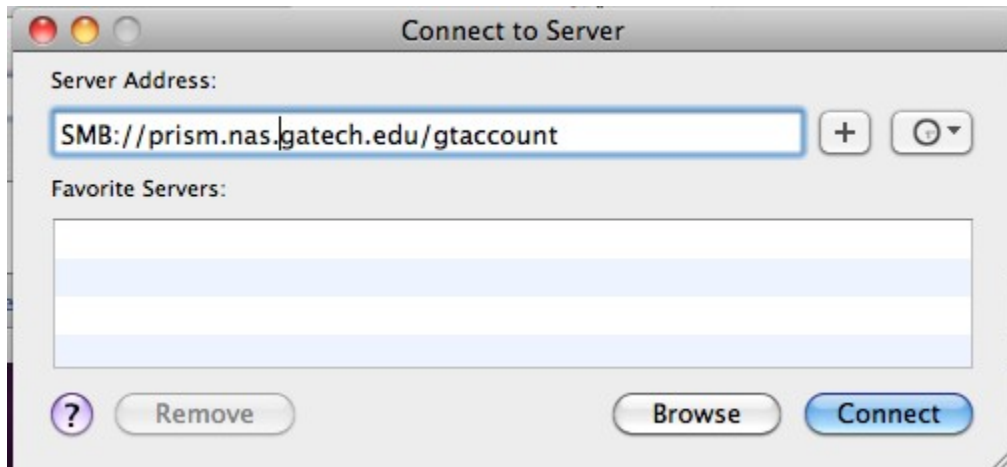 Connect to Server
Server Address:
SMB://prism.nas.gatech.edu/gtaccount
+
Favorite Servers:
? Remove Browse Connect